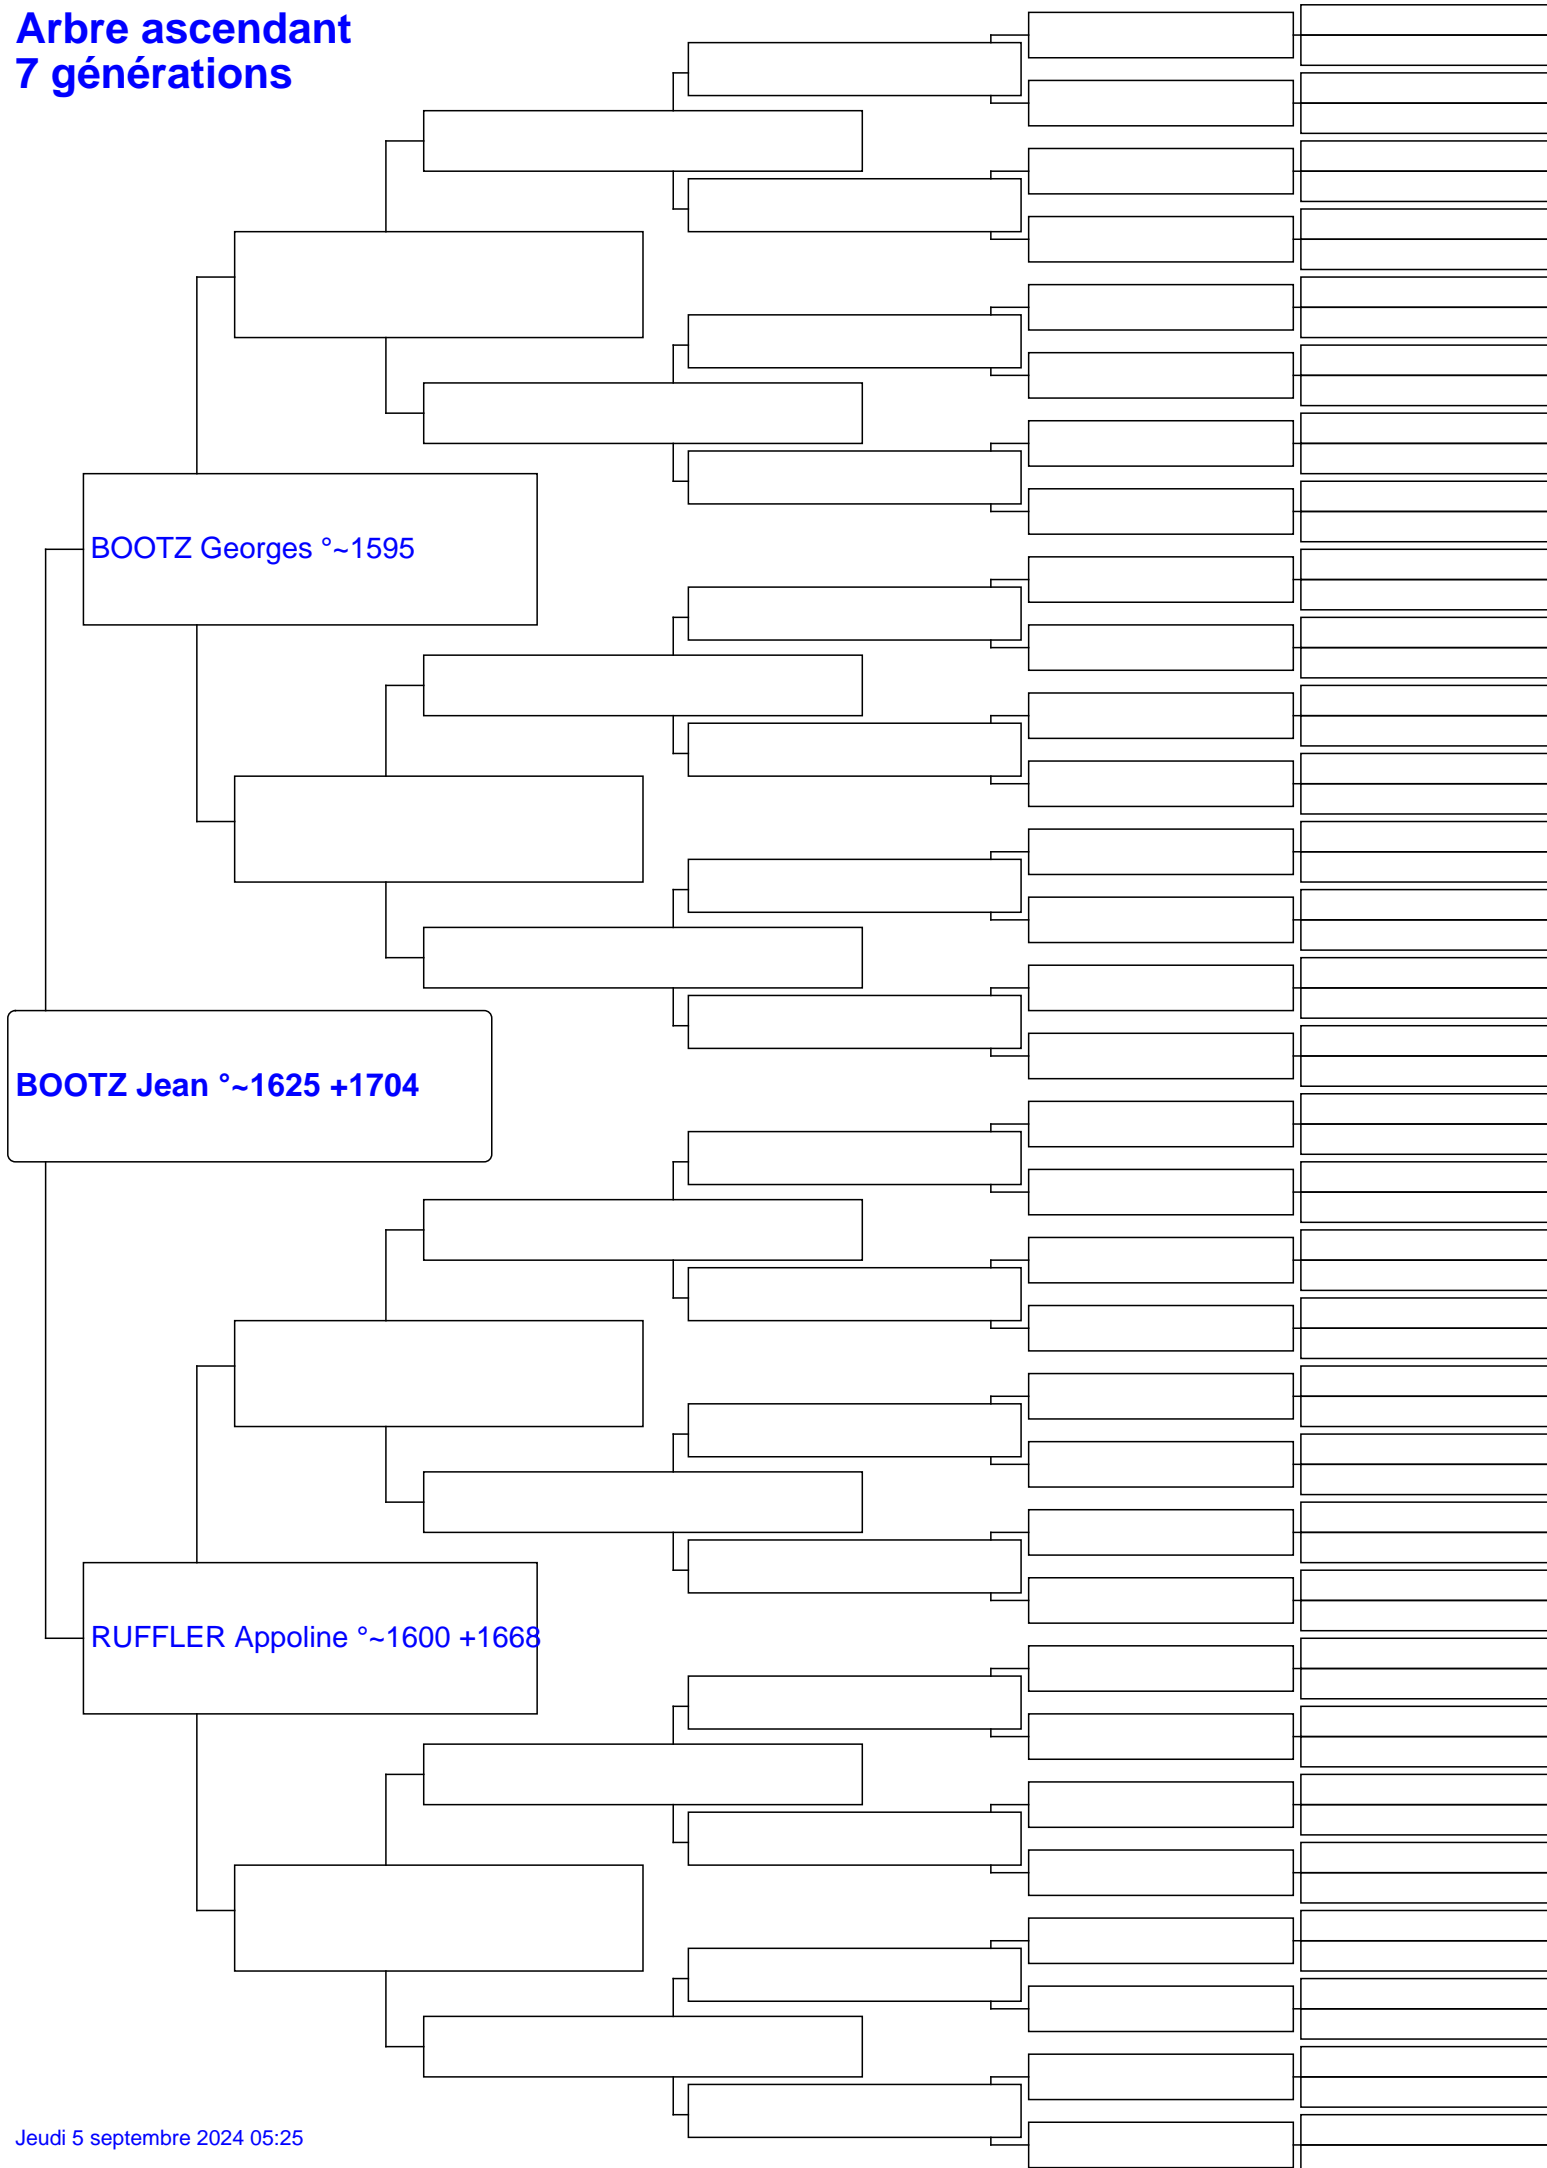 Arbre ascendant
7 générations
BOOTZ Georges °~1595
BOOTZ Jean °~1625 +1704
RUFFLER Appoline °~1600 +1668
Jeudi 5 septembre 2024 05:25